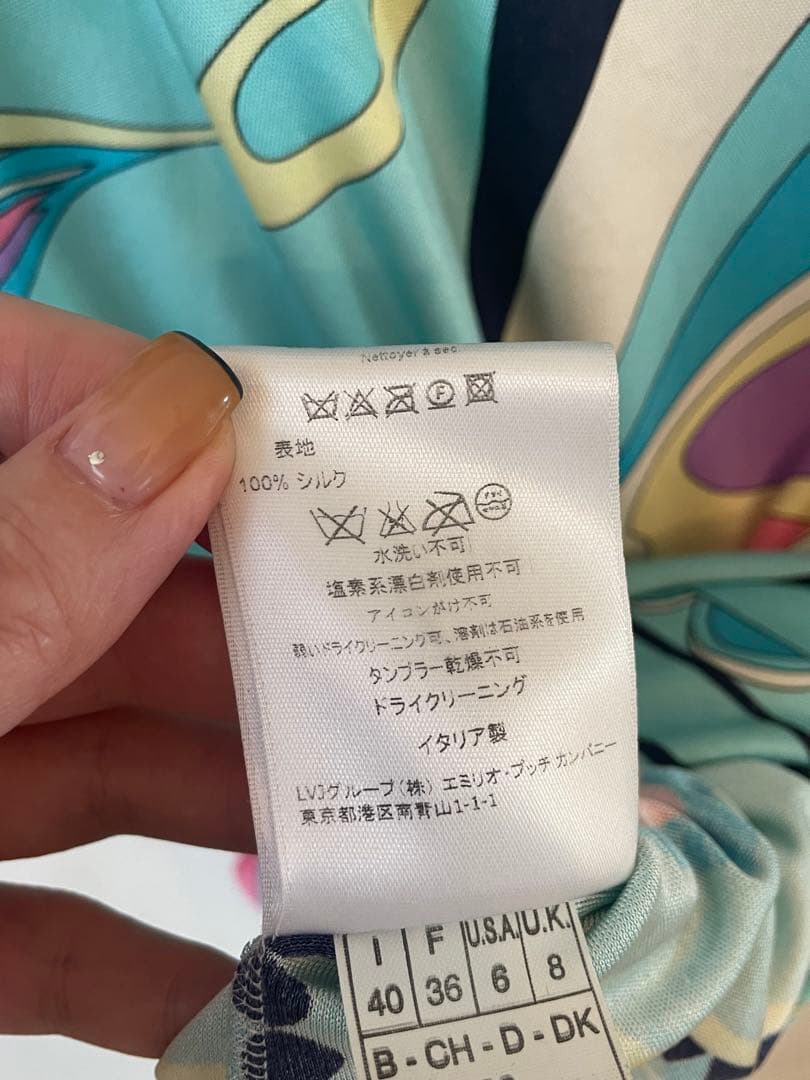 Nettoyer à sec
F
表地
100% シルク
水洗い不可
塩素系漂白剤使用不可
アイコンがけ不可
弱いドライクリーニング可、溶剤は石油系を使用
タンブラー乾燥不可
ドライクリーニング
イタリア製
LVJグループ(株) エミリオ・プッチ カンパニー
東京都港区南青山1-1-1
I F U.S.A. U.K.
40 36 6 8
B - CH - D - DK